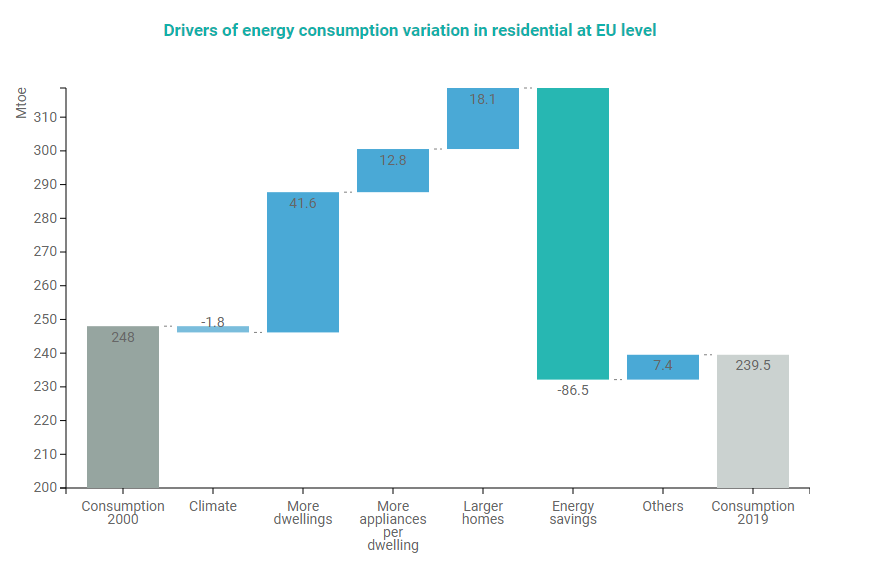 Drivers of energy consumption variation in residential at EU level
Mtoe
310
300
290
280
270
260
250
240
230
220
210
200
248
-1.8
41.6
12.8
18.1
-86.5
7.4
239.5
Consumption
2000
Climate
More
dwellings
More
appliances
per
dwelling
Larger
homes
Energy
savings
Others
Consumption
2019